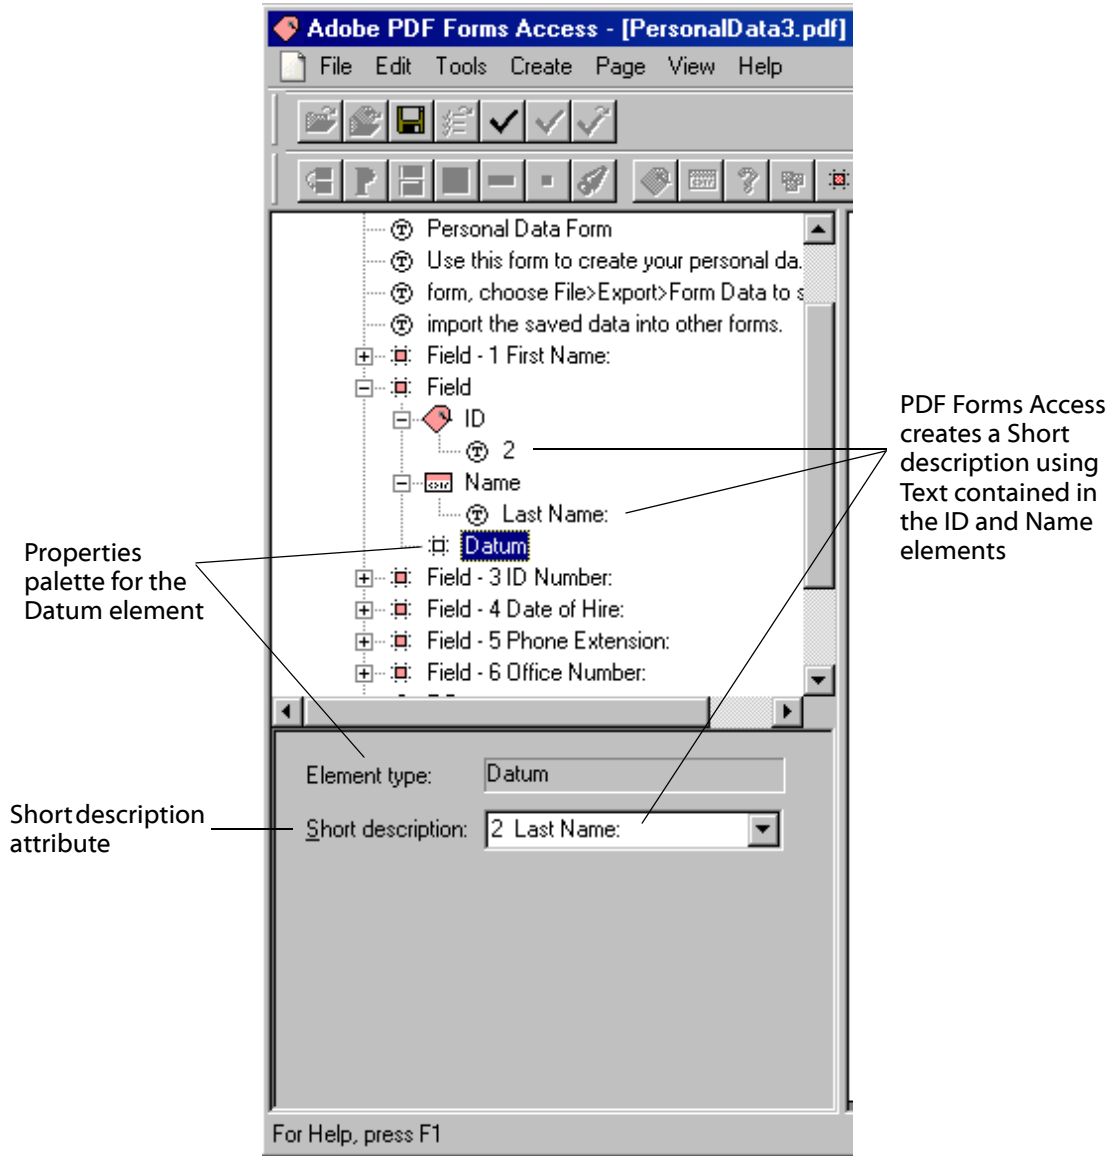 Adobe PDF Forms Access - [PersonalData3.pdf]
File Edit Tools Create Page View Help
Personal Data Form
Use this form to create your personal da.
form, choose File>Export>Form Data to s
import the saved data into other forms.
Field - 1 First Name:
Field
ID
2
Name
Last Name:
Datum
Field - 3 ID Number:
Field - 4 Date of Hire:
Field - 5 Phone Extension:
Field - 6 Office Number:
Element type: Datum
Short description: 2 Last Name:
For Help, press F1
Properties
palette for the
Datum element
Short description
attribute
PDF Forms Access
creates a Short
description using
Text contained in
the ID and Name
elements